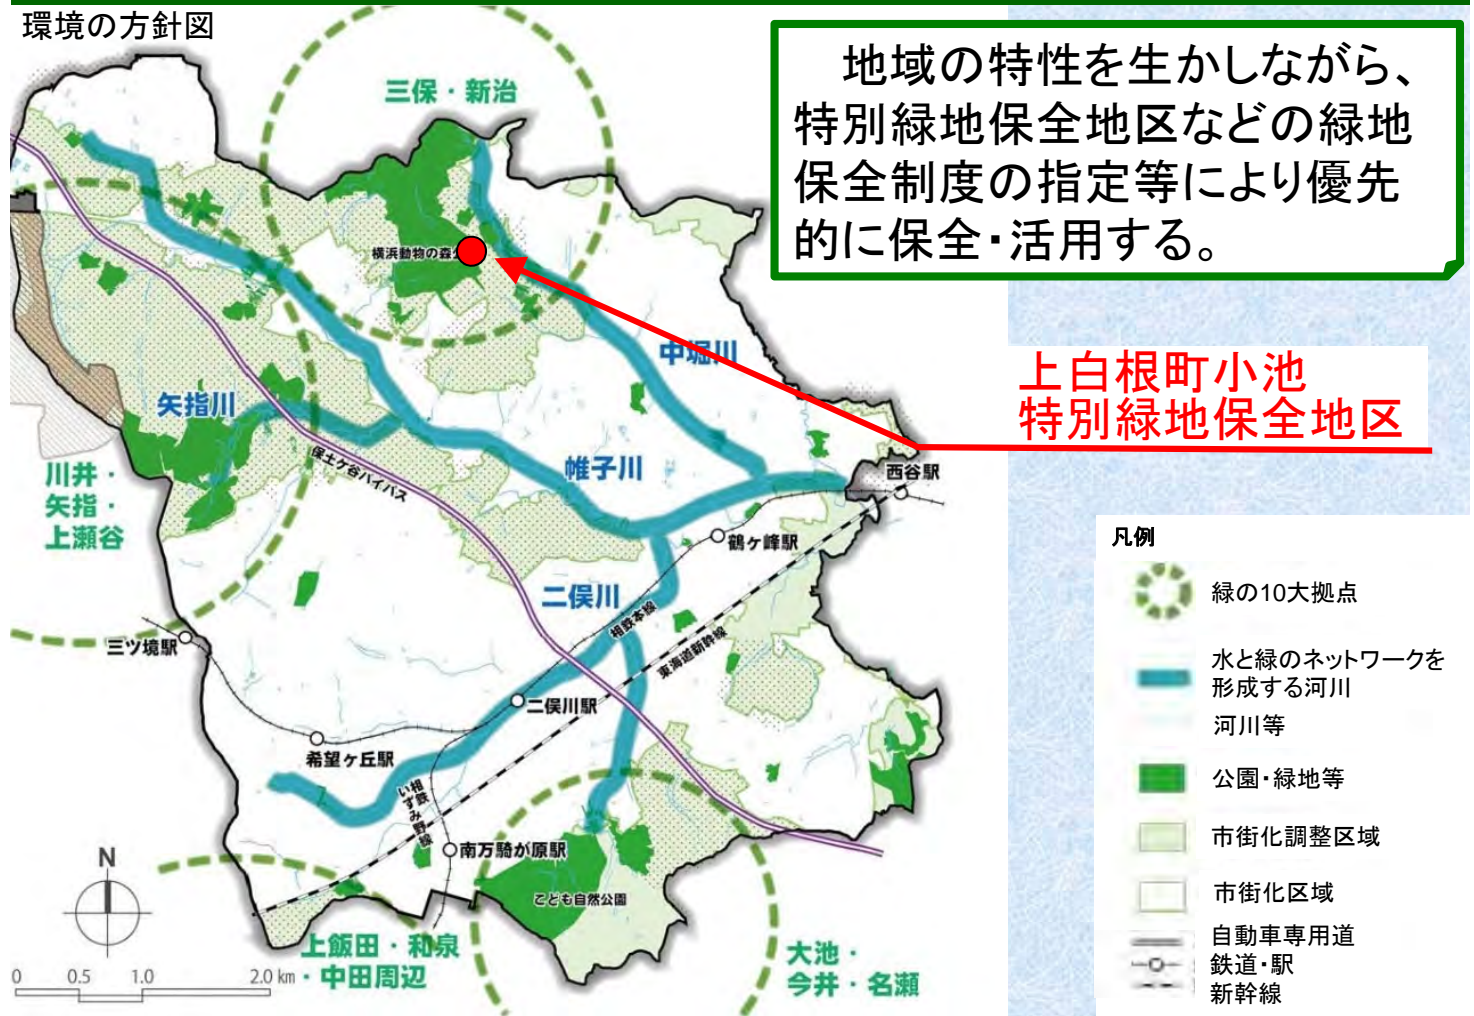 環境の方針図
　地域の特性を生かしながら、
特別緑地保全地区などの緑地
保全制度の指定等により優先
的に保全・活用する。
三保・新治
横浜動物の森
中堀川
上白根町小池
特別緑地保全地区
矢指川
保土ケ谷バイパス
帷子川
西谷駅
川井・
矢指・
上瀬谷
鶴ケ峰駅
二俣川
相鉄本線
東海道新幹線
三ツ境駅
二俣川駅
希望ケ丘駅
相鉄
いずみ野線
南万騎が原駅
こども自然公園
上飯田・和泉
・中田周辺
大池・
今井・名瀬
N
0 0.5 1.0 2.0 km
凡例
緑の10大拠点
水と緑のネットワークを
形成する河川
河川等
公園・緑地等
市街化調整区域
市街化区域
自動車専用道
鉄道・駅
新幹線